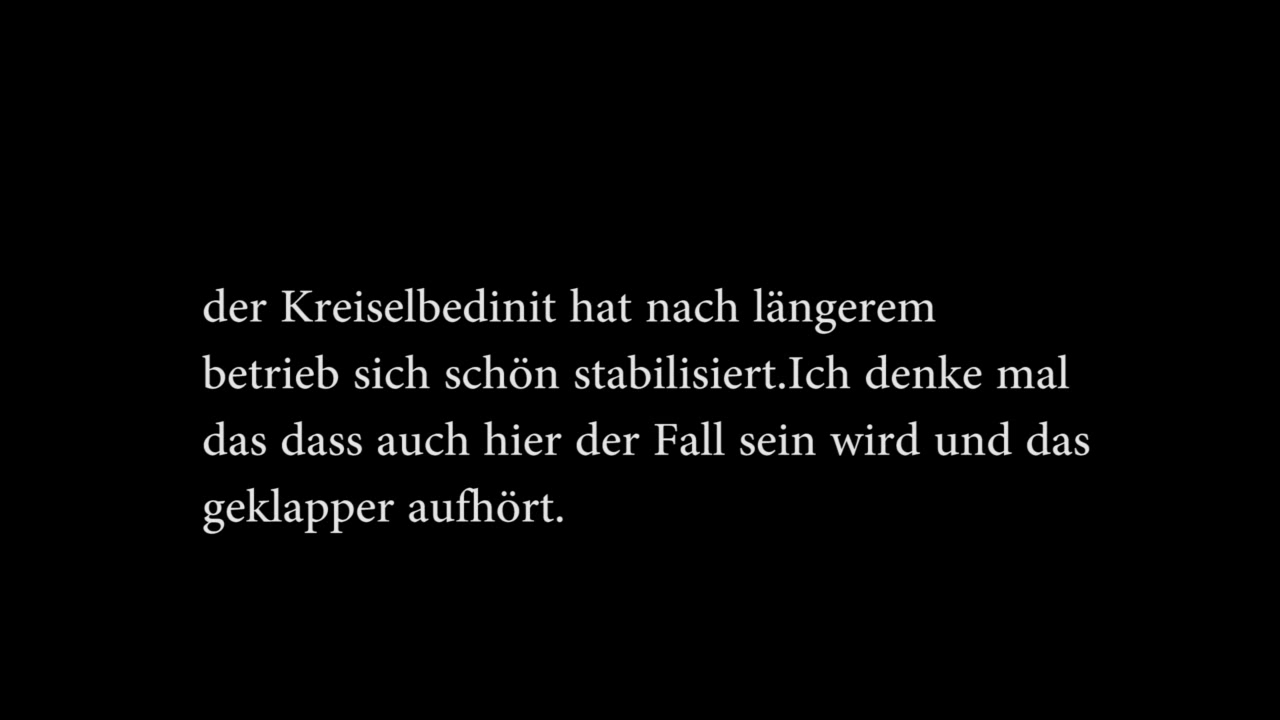 der Kreiselbedinit hat nach längerem
betrieb sich schön stabilisiert.Ich denke mal
das dass auch hier der Fall sein wird und das
geklapper aufhört.